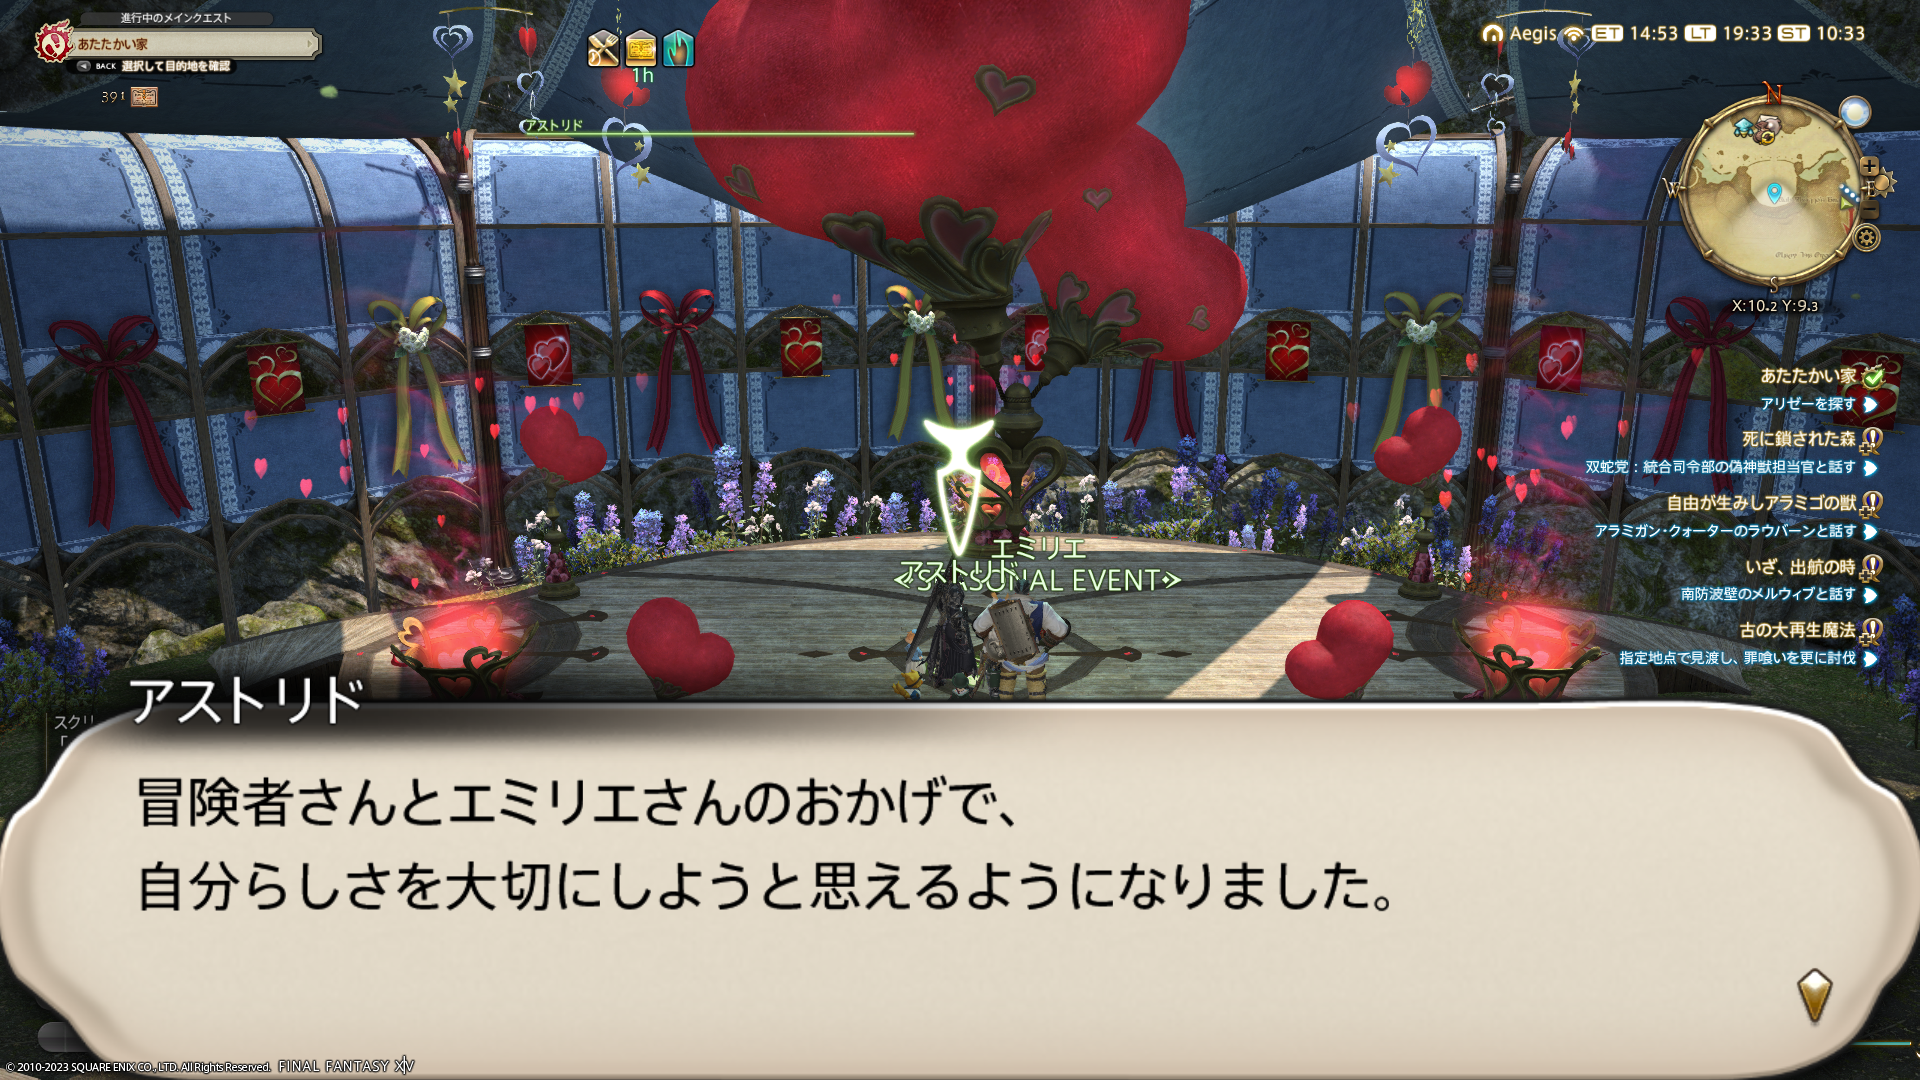 進行中のメインクエスト
あたたかい家
BACK 選択して目的地を確認
391
1h
アストリド
Aegis ET 14:53 LT 19:33 ST 10:33
N
W
E
S
X:10.2 Y:9.3
あたたかい家
アリゼーを探す
死に鎖された森
双蛇党:統合司令部の偽神獣担当官と話す
自由が生みしアラミゴの獣
アラミガン・クォーターのラウバーンと話す
いざ、出航の時
南防波壁のメルウィブと話す
古の大再生魔法
指定地点で見渡し、罪喰いを更に討伐
エミリエ
アストリド
SEASONAL EVENT
スクリ
アストリド
冒険者さんとエミリエさんのおかげで、
自分らしさを大切にしようと思えるようになりました。
© 2010-2023 SQUARE ENIX CO., LTD. All Rights Reserved. FINAL FANTASY XIV